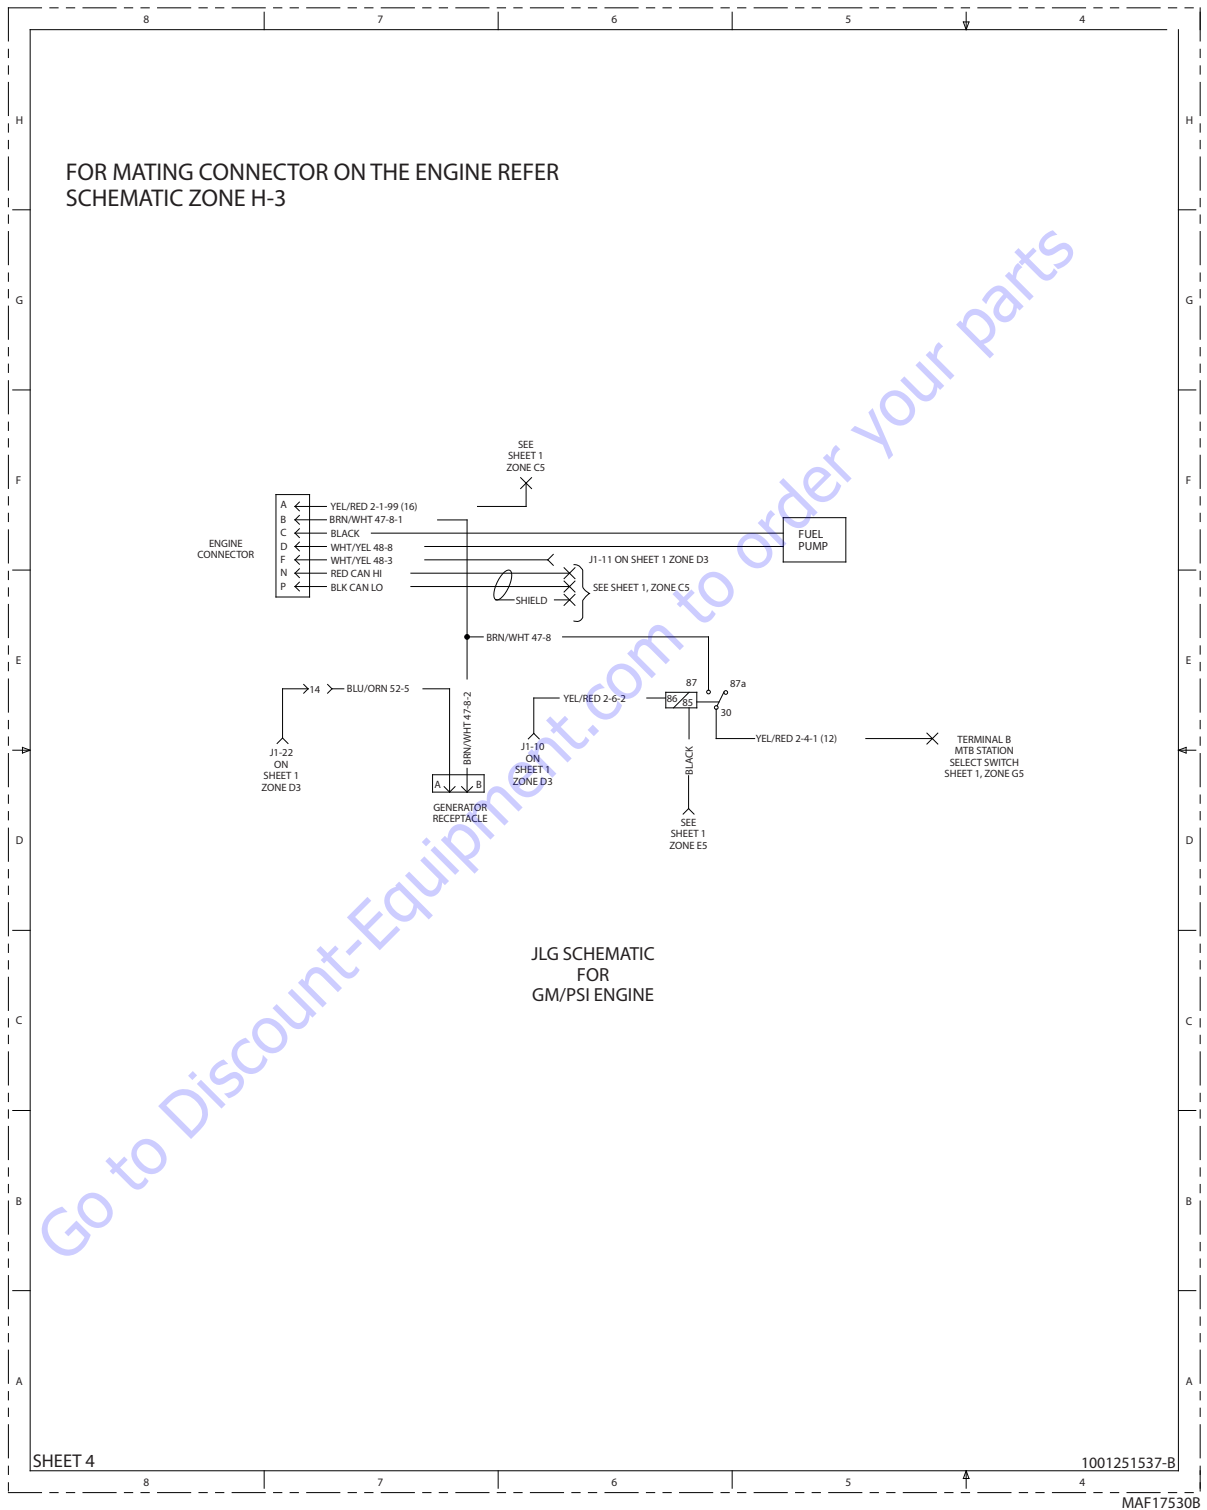 8 7 6 5 4
H H
FOR MATING CONNECTOR ON THE ENGINE REFER
SCHEMATIC ZONE H-3
G G
F F
SEE
SHEET 1
ZONE C5
ENGINE
CONNECTOR
A YEL/RED 2-1-99 (16)
B BRN/WHT 47-8-1
C BLACK
D WHT/YEL 48-8
F WHT/YEL 48-3
N RED CAN HI
P BLK CAN LO
FUEL
PUMP
J1-11 ON SHEET 1 ZONE D3
SEE SHEET 1, ZONE C5
SHIELD
E E
BRN/WHT 47-8
14 BLU/ORN 52-5
BRN/WHT 47-8-2
YEL/RED 2-6-2
86 85
87 87a
30
YEL/RED 2-4-1 (12)
BLACK
J1-22
ON
SHEET 1
ZONE D3
J1-10
ON
SHEET 1
ZONE D3
TERMINAL B
MTB STATION
SELECT SWITCH
SHEET 1, ZONE G5
A B
GENERATOR
RECEPTACLE
SEE
SHEET 1
ZONE E5
D D
JLG SCHEMATIC
FOR
GM/PSI ENGINE
C C
B B
A A
Go to Discount-Equipment.com to order your parts
SHEET 4
1001251537-B
8 7 6 5 4
MAF17530B